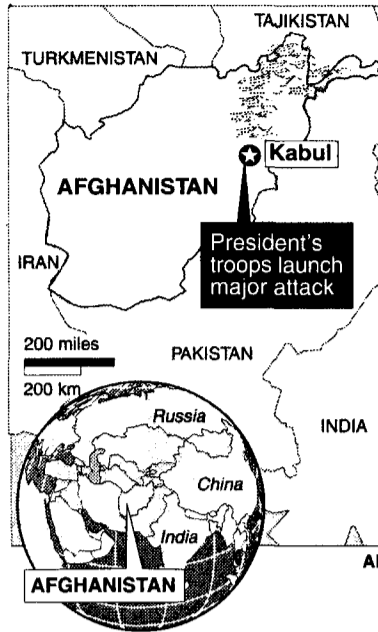 TAJIKISTAN
TURKMENISTAN
Kabul
AFGHANISTAN
President's
troops launch
major attack
IRAN
200 miles
200 km
PAKISTAN
INDIA
Russia
China
India
AFGHANISTAN